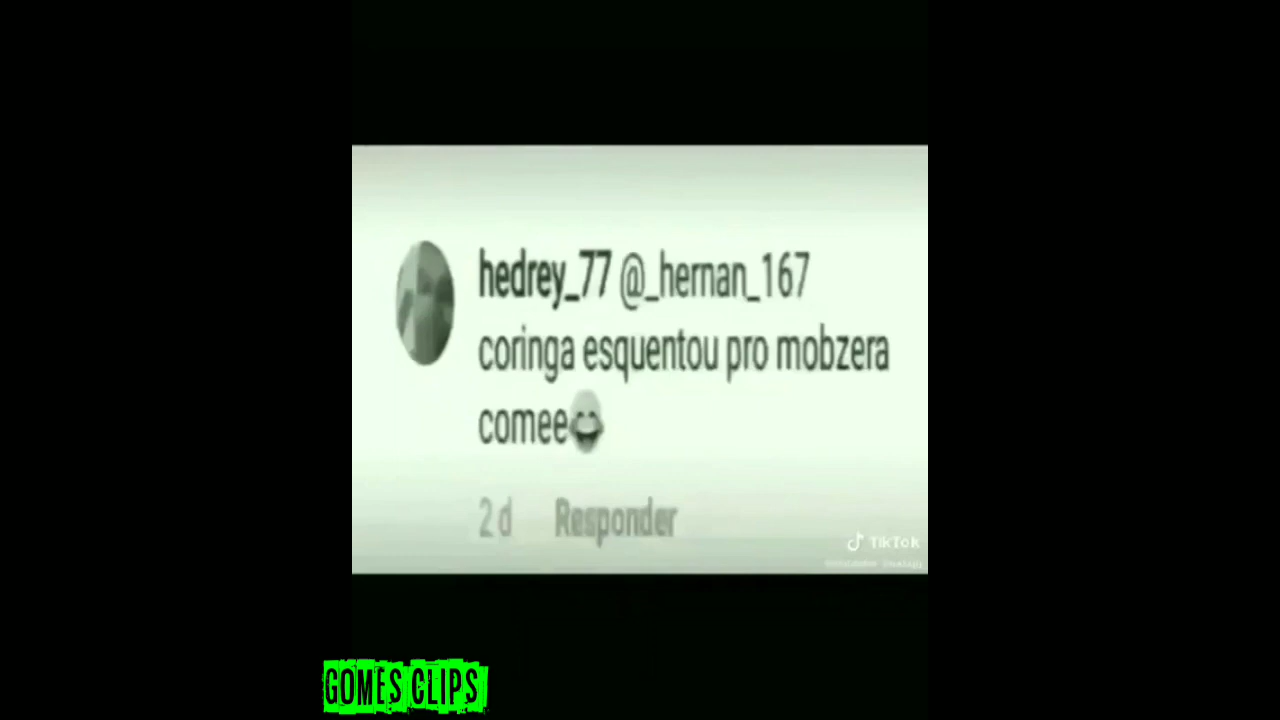 hedrey_77 @_hernan_167
coringa esquentou pro mobzera
comee
2 d Responder
TikTok
GOMES CLIPS